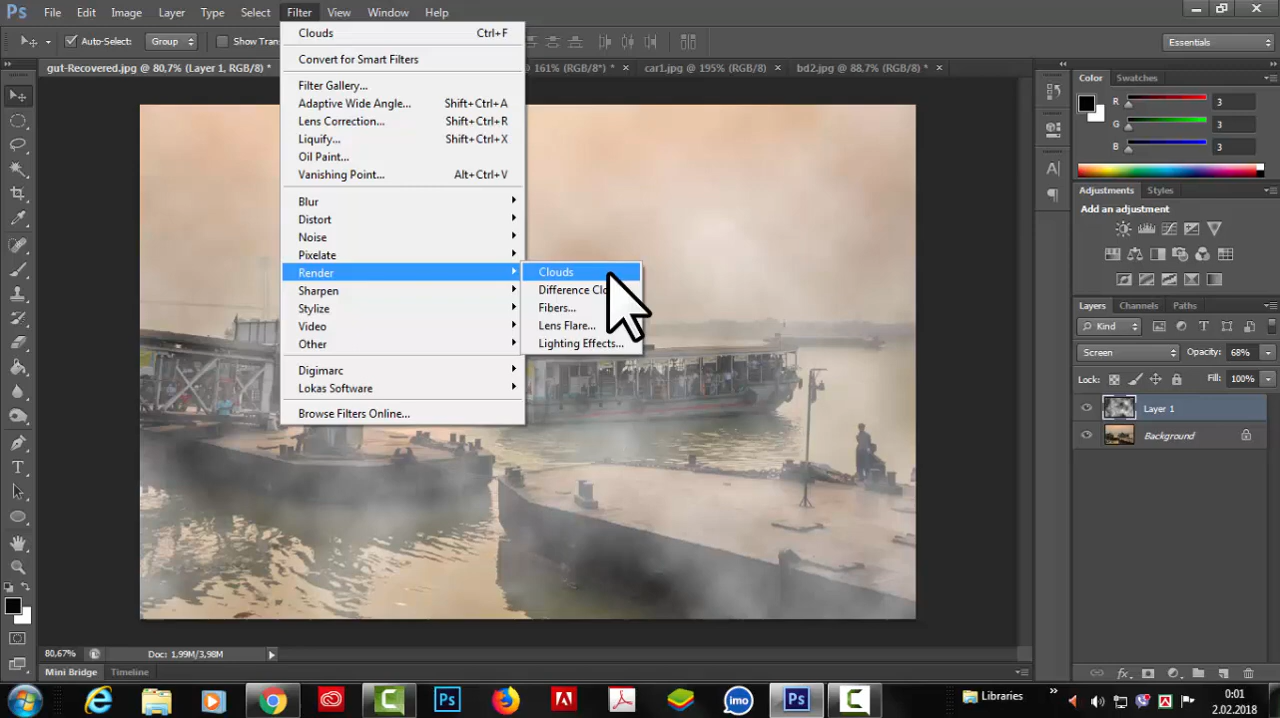 Ps File Edit Image Layer Type Select Filter View Window Help
Auto-Select: Group Show Tran
Essentials
gut-Recovered.jpg @ 80,7% (Layer 1, RGB/8) *
@ 161% (RGB/8*) * ×
car1.jpg @ 195% (RGB/8) ×
bd2.jpg @ 88.7% (RGB/8) * ×
Clouds Ctrl+F
Convert for Smart Filters
Filter Gallery...
Adaptive Wide Angle... Shift+Ctrl+A
Lens Correction... Shift+Ctrl+R
Liquify... Shift+Ctrl+X
Oil Paint...
Vanishing Point... Alt+Ctrl+V
Blur
Distort
Noise
Pixelate
Render
Sharpen
Stylize
Video
Other
Digimarc
Lokas Software
Browse Filters Online...
Clouds
Difference Clo
Fibers...
Lens Flare...
Lighting Effects...
Color Swatches
R 3
G 3
B 3
Adjustments Styles
Add an adjustment
Layers Channels Paths
Kind
Screen Opacity: 68%
Lock: Fill: 100%
Layer 1
Background
80,67% Doc: 1,99M/3,98M
Mini Bridge Timeline
imo
Ps
Libraries
0:01
2.02.2018